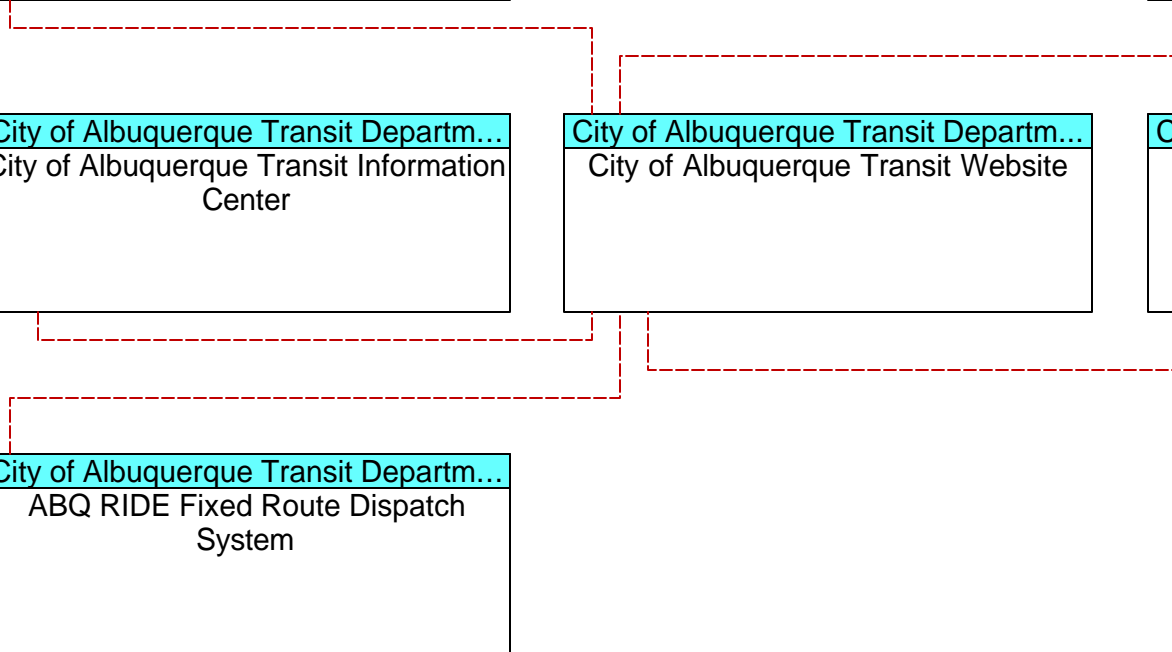 City of Albuquerque Transit Departm...
City of Albuquerque Transit Information
Center
City of Albuquerque Transit Departm...
City of Albuquerque Transit Website
City of Albuquerque Transit Departm...
ABQ RIDE Fixed Route Dispatch
System